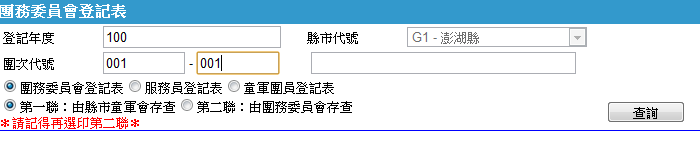 團務委員會登記表
登記年度 100 縣市代號 G1 - 澎湖縣
團次代號 001 - 001
團務委員會登記表 服務員登記表 童軍團員登記表
第一聯：由縣市童軍會存查 第二聯：由團務委員會存查
查詢
＊請記得再選印第二聯＊